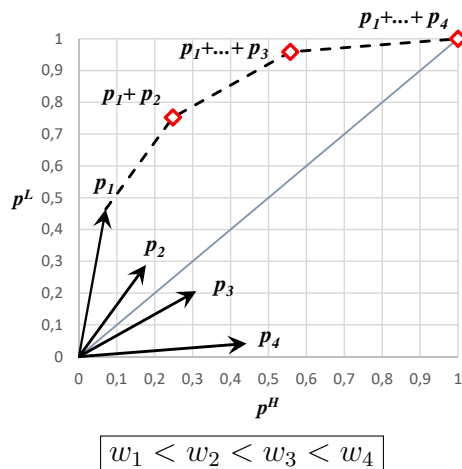 p1+...+ p4
1
p1+...+ p3
0,9
0,8
p1+ p2
0,7
0,6
p1
0,5
pL
0,4
p2
0,3
p3
0,2
0,1
p4
0
0 0,1 0,2 0,3 0,4 0,5 0,6 0,7 0,8 0,9 1
pH
w1 < w2 < w3 < w4